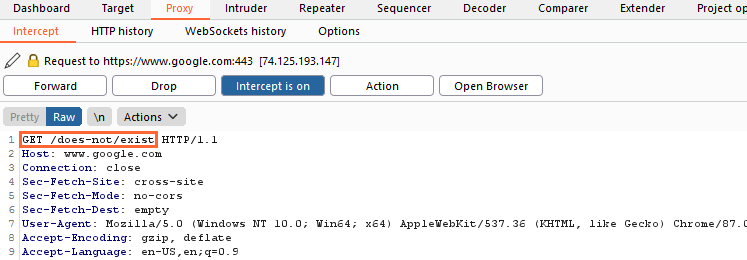 Dashboard Target Proxy Intruder Repeater Sequencer Decoder Comparer Extender Project op
Intercept HTTP history WebSockets history Options
Request to https://www.google.com:443 [74.125.193.147]
Forward Drop Intercept is on Action Open Browser
Pretty Raw \n Actions
1 GET /does-not/exist HTTP/1.1
2 Host: www.google.com
3 Connection: close
4 Sec-Fetch-Site: cross-site
5 Sec-Fetch-Mode: no-cors
6 Sec-Fetch-Dest: empty
7 User-Agent: Mozilla/5.0 (Windows NT 10.0; Win64; x64) AppleWebKit/537.36 (KHTML, like Gecko) Chrome/87.0
8 Accept-Encoding: gzip, deflate
9 Accept-Language: en-US,en;q=0.9